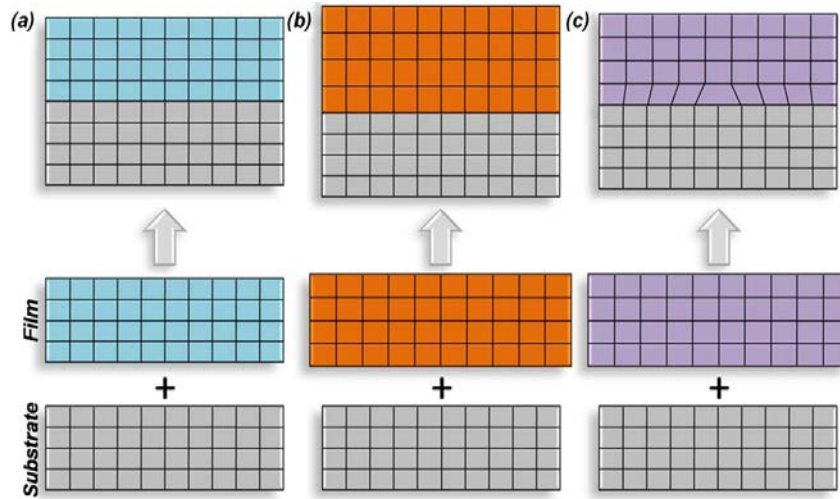 (a)
(b)
(c)
Film
+
+
+
Substrate